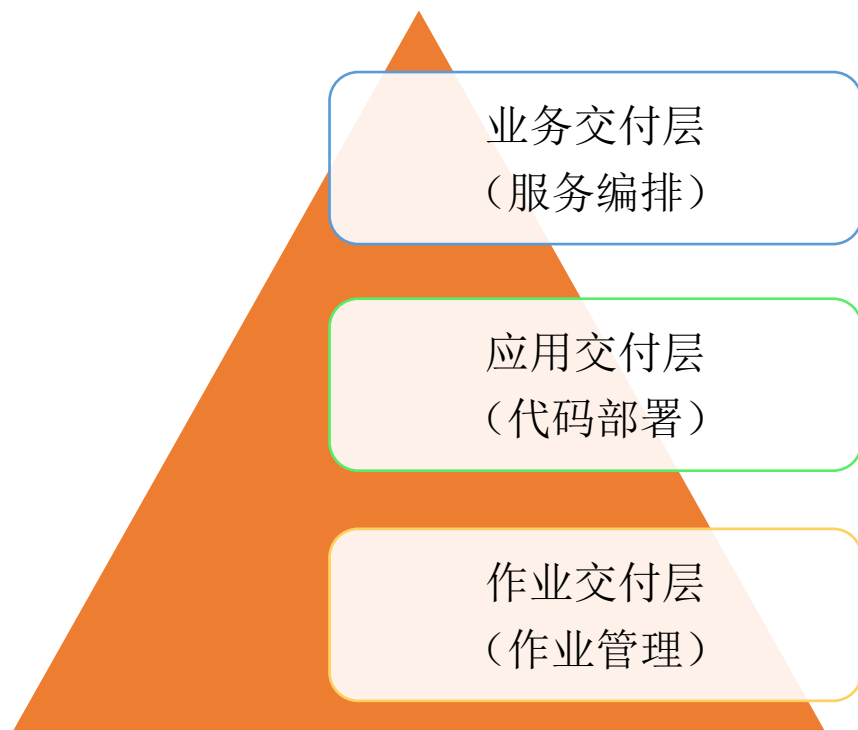 业务交付层
（服务编排）
应用交付层
（代码部署）
作业交付层
（作业管理）